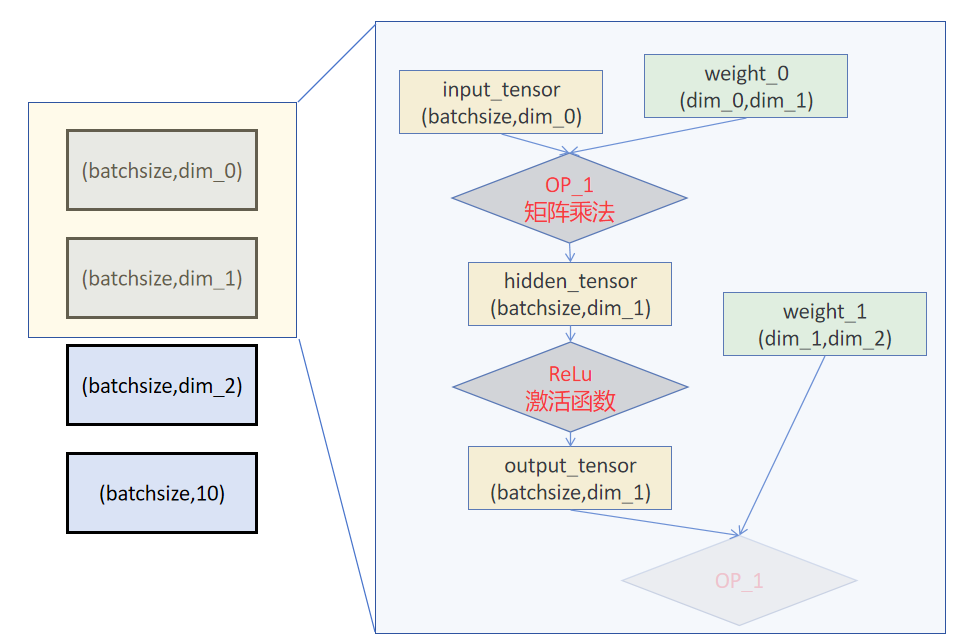 (batchsize,dim_0)
(batchsize,dim_1)
(batchsize,dim_2)
(batchsize,10)
input_tensor
(batchsize,dim_0)
weight_0
(dim_0,dim_1)
OP_1
矩阵乘法
hidden_tensor
(batchsize,dim_1)
weight_1
(dim_1,dim_2)
ReLu
激活函数
output_tensor
(batchsize,dim_1)
OP_1